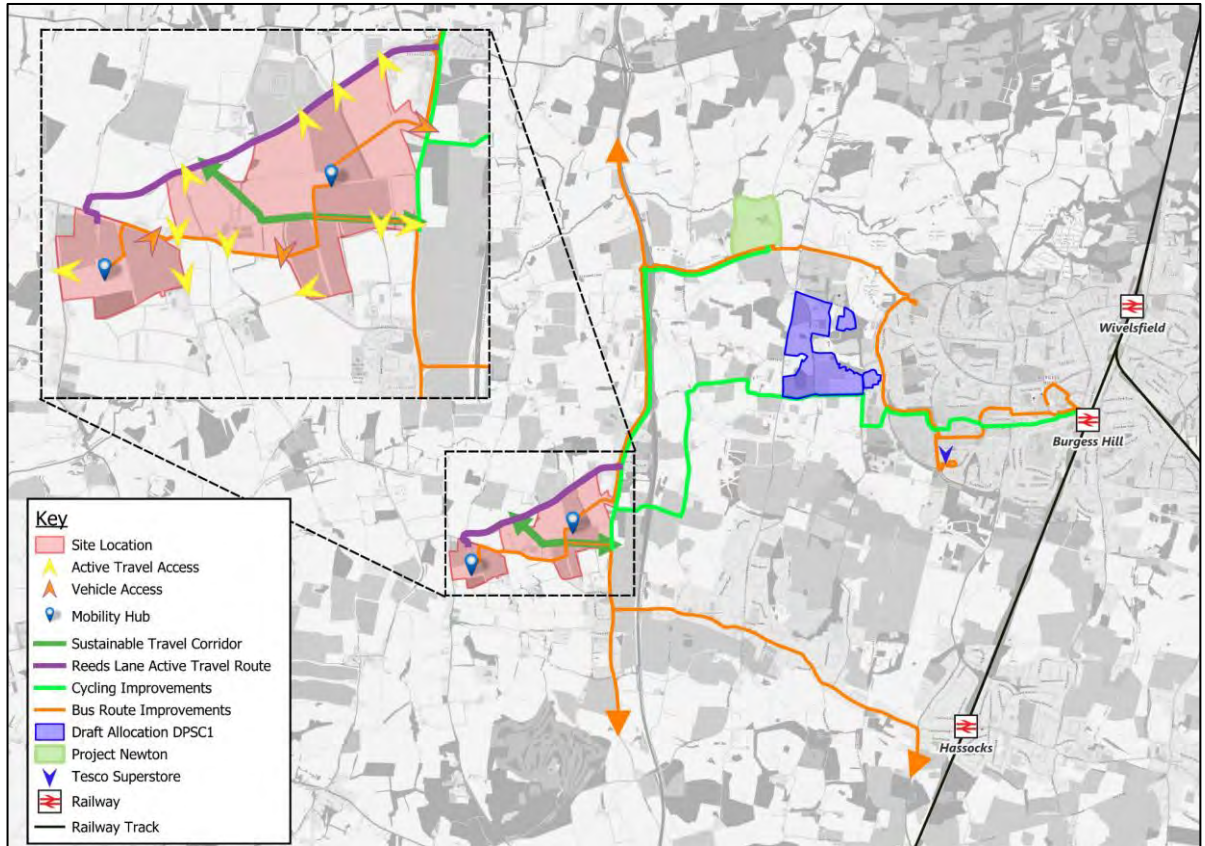 Wivelsfield
Burgess Hill
Hassocks
Key
Site Location
Active Travel Access
Vehicle Access
Mobility Hub
Sustainable Travel Corridor
Reeds Lane Active Travel Route
Cycling Improvements
Bus Route Improvements
Draft Allocation DPSC1
Project Newton
Tesco Superstore
Railway
Railway Track